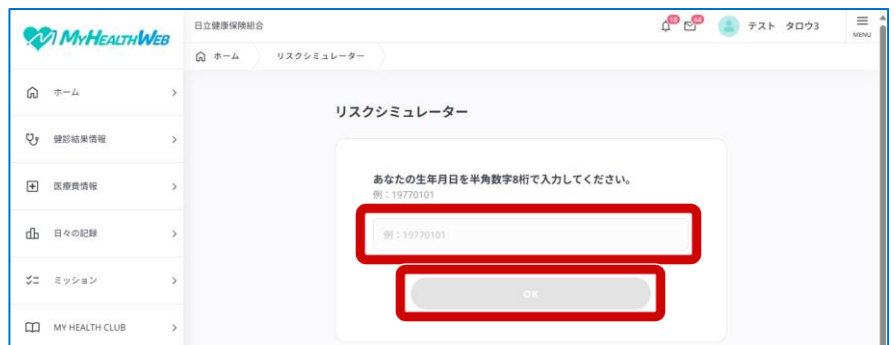 MYHEALTHWEB
日立健康保険組合
18
44
テスト タロウ3
MENU
ホーム
リスクシミュレーター
ホーム
健診結果情報
医療費情報
日々の記録
ミッション
MY HEALTH CLUB
リスクシミュレーター
あなたの生年月日を半角数字8桁で入力してください。
例：19770101
例：19770101
OK